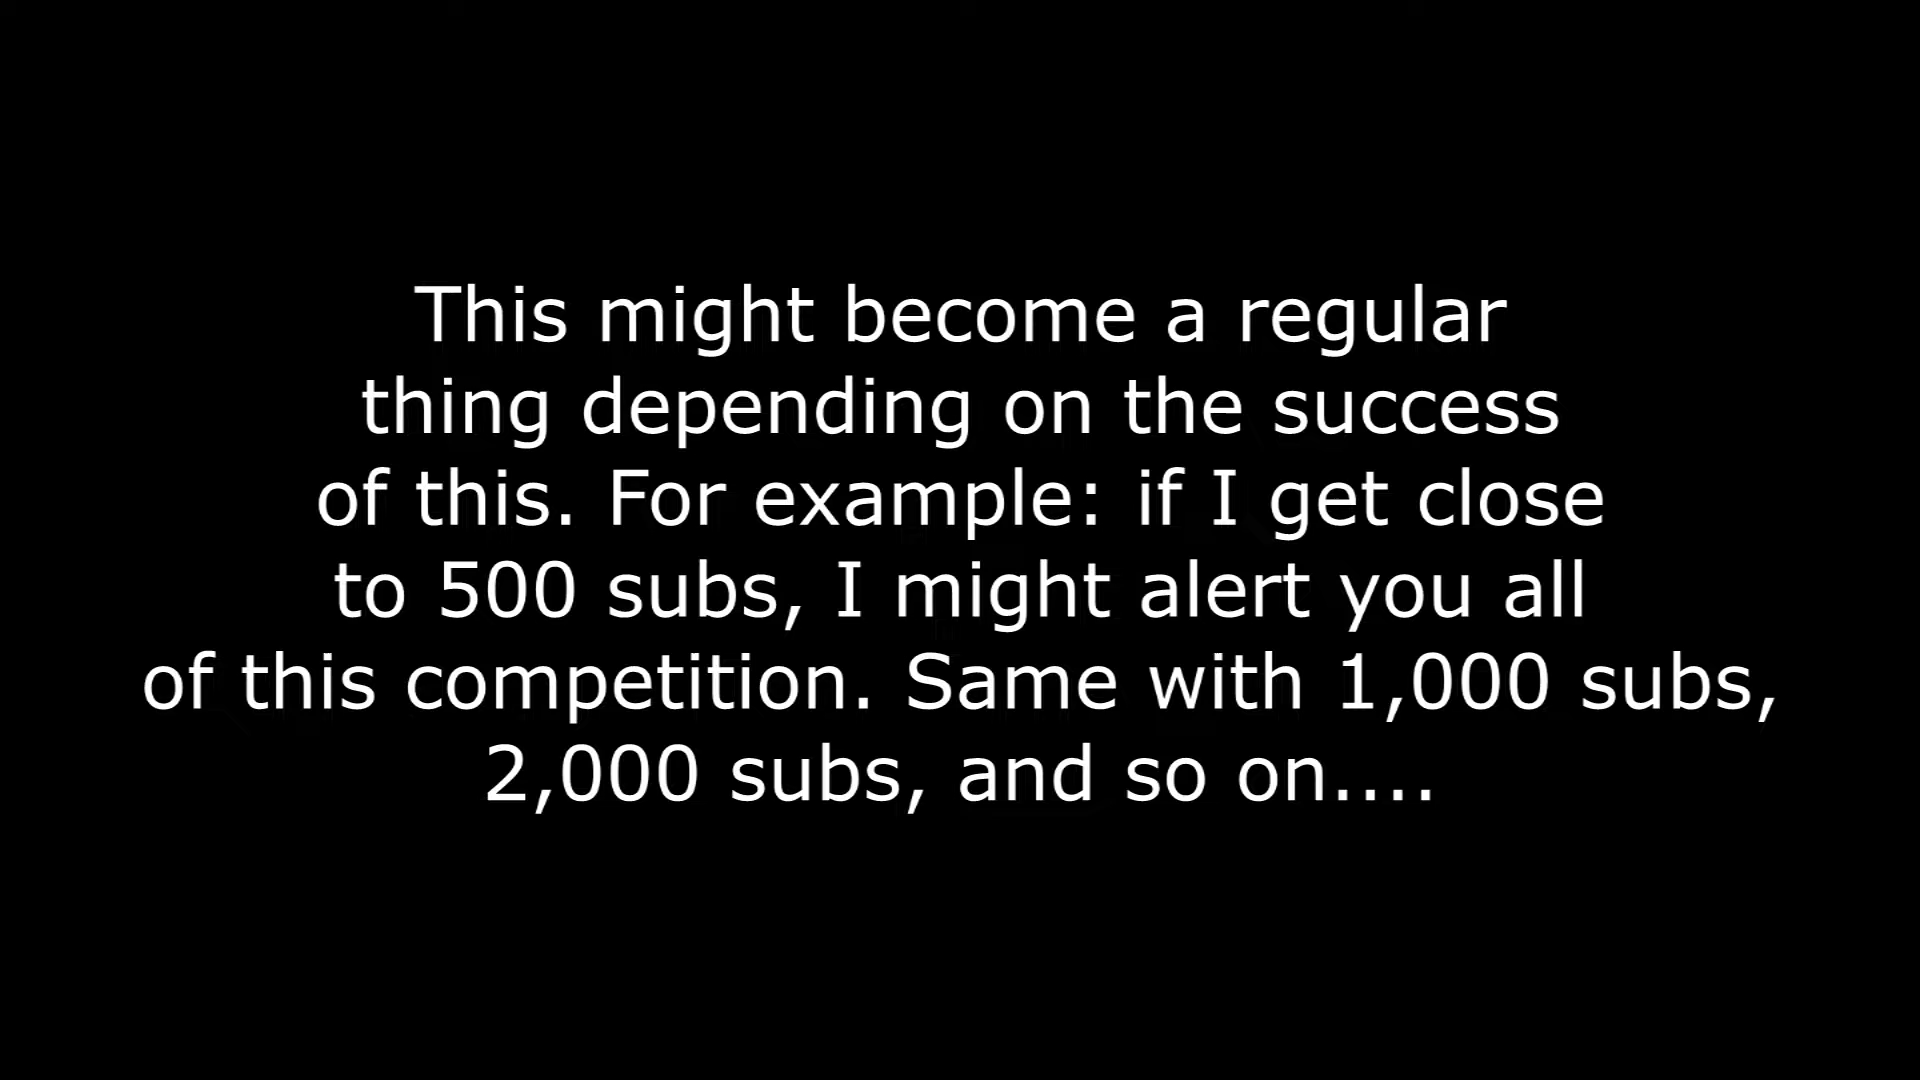 This might become a regular
thing depending on the success
of this. For example: if I get close
to 500 subs, I might alert you all
of this competition. Same with 1,000 subs,
2,000 subs, and so on....